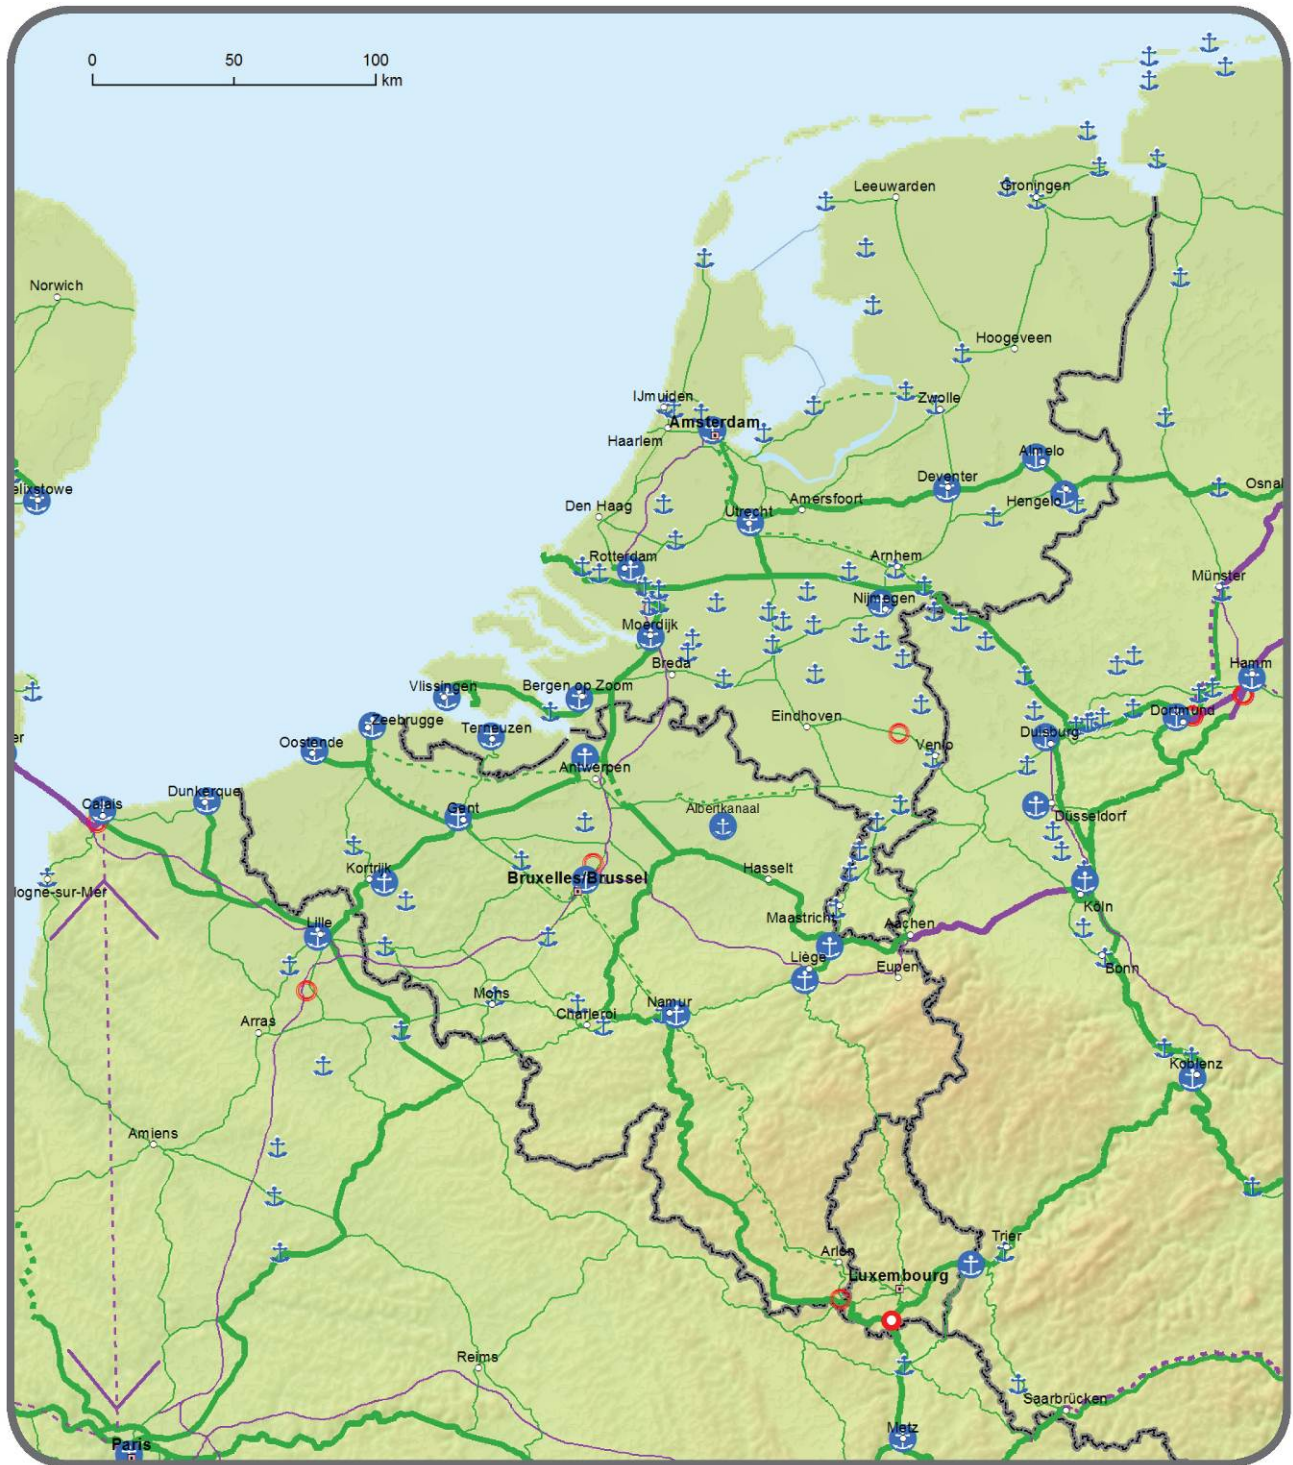 0 50 100
km
Leeuwarden
Groningen
Norwich
Hoogeveen
IJmuiden
Zwolle
Amsterdam
Haarlem
Almelo
Deventer
elixstowe
Hengelo
Osnal
Amersfoort
Den Haag
Utrecht
Rotterdam
Arnhem
Münster
Nijmegen
Moerdijk
Breda
Hamm
Vlissingen
Bergen op Zoom
Zeebrugge
Terneuzen
Eindhoven
Dortmund
Oostende
Duisburg
er
Venlo
Antwerpen
Dunkerque
Calais
Gent
Albertkanaal
Düsseldorf
Kortrijk
Hasselt
Bruxelles/Brussel
logne-sur-Mer
Köln
Maastricht
Aachen
Lille
Liège
Eupen
Bonn
Mons
Namur
Charleroi
Arras
Koblenz
Amiens
Trier
Arlon
Luxembourg
Reims
Saarbrücken
Metz
Paris